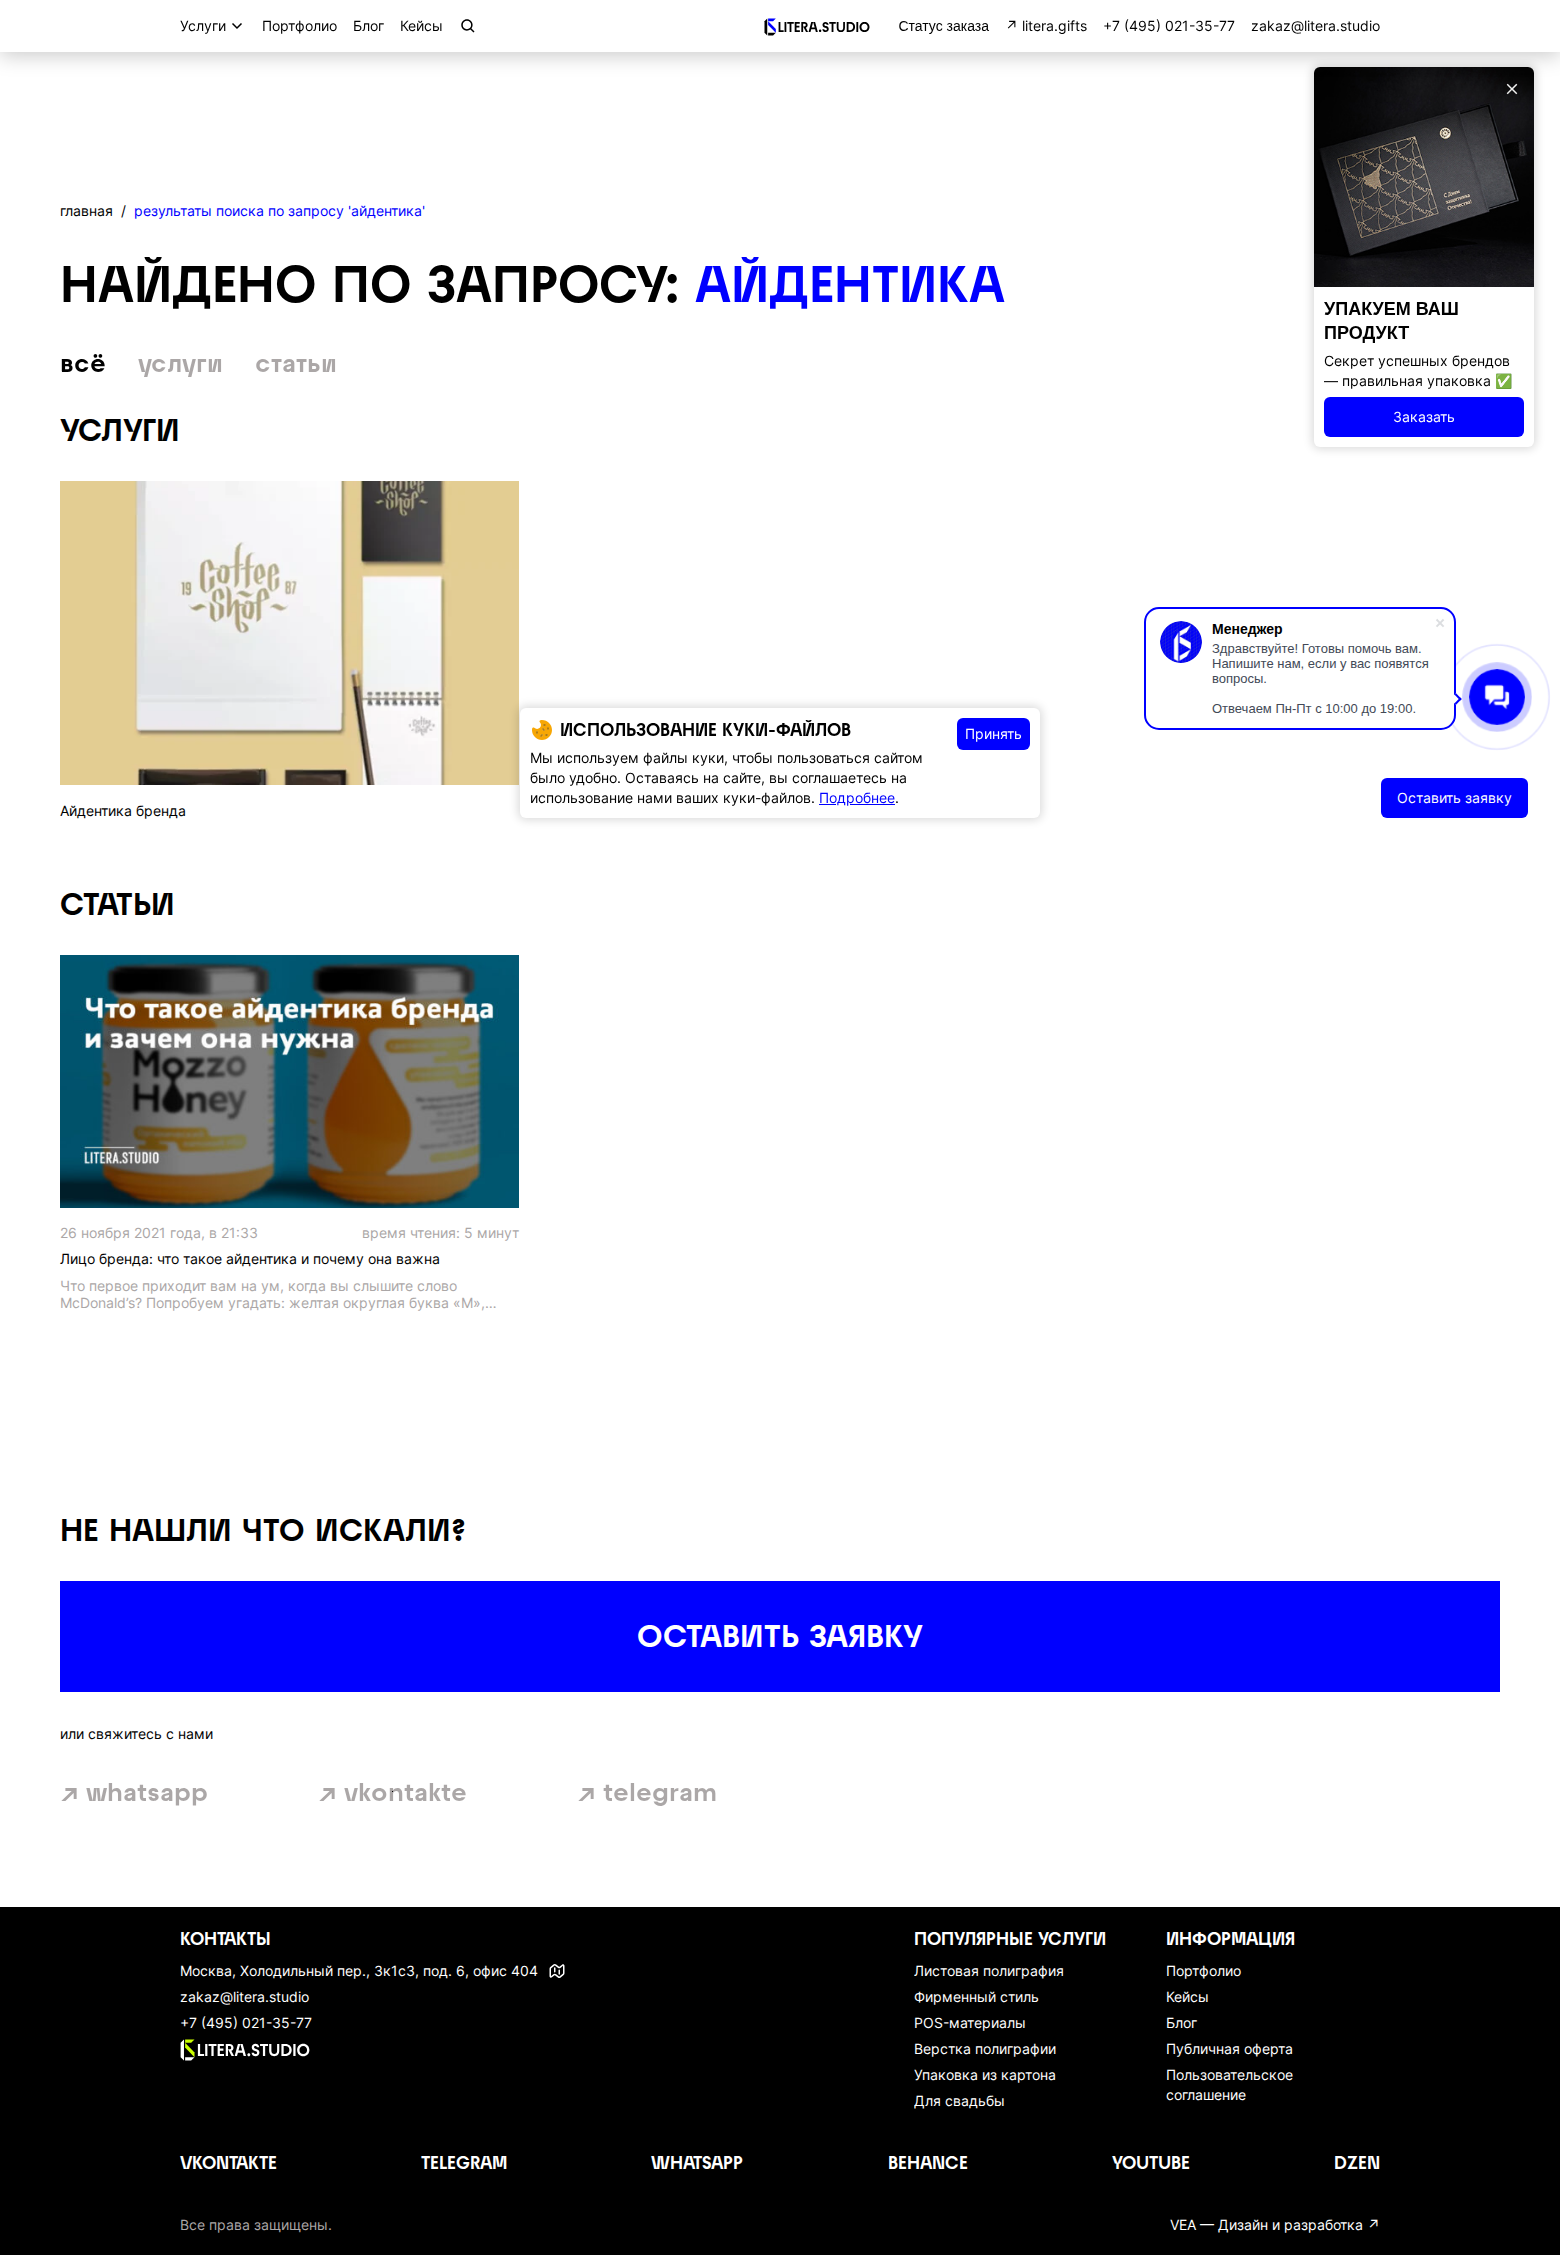 Услуги Портфолио Блог Кейсы LITERA.STUDIO Статус заказа ↗ litera.gifts +7 (495) 021-35-77 zakaz@litera.studio
главная / результаты поиска по запросу 'айдентика'
НАЙДЕНО ПО ЗАПРОСУ: АЙДЕНТИКА
всё услуги статьи
УПАКУЕМ ВАШ
ПРОДУКТ
Секрет успешных брендов
— правильная упаковка ✅
Заказать
УСЛУГИ
19 Coffee Shop 87
Айдентика бренда
Менеджер
Здравствуйте! Готовы помочь вам.
Напишите нам, если у вас появятся
вопросы.
Отвечаем Пн-Пт с 10:00 до 19:00.
ИСПОЛЬЗОВАНИЕ КУКИ-ФАЙЛОВ
Принять
Мы используем файлы куки, чтобы пользоваться сайтом
было удобно. Оставаясь на сайте, вы соглашаетесь на
использование нами ваших куки-файлов. Подробнее.
Оставить заявку
СТАТЬИ
Что такое айдентика бренда
и зачем она нужна
Mozzo
Honey
LITERA.STUDIO
26 ноября 2021 года, в 21:33 время чтения: 5 минут
Лицо бренда: что такое айдентика и почему она важна
Что первое приходит вам на ум, когда вы слышите слово
McDonald's? Попробуем угадать: желтая округлая буква «М»,...
НЕ НАШЛИ ЧТО ИСКАЛИ?
ОСТАВИТЬ ЗАЯВКУ
или свяжитесь с нами
↗ whatsapp ↗ vkontakte ↗ telegram
КОНТАКТЫ
Москва, Холодильный пер., 3к1с3, под. 6, офис 404
zakaz@litera.studio
+7 (495) 021-35-77
LITERA.STUDIO
ПОПУЛЯРНЫЕ УСЛУГИ
Листовая полиграфия
Фирменный стиль
POS-материалы
Верстка полиграфии
Упаковка из картона
Для свадьбы
ИНФОРМАЦИЯ
Портфолио
Кейсы
Блог
Публичная оферта
Пользовательское
соглашение
VKONTAKTE TELEGRAM WHATSAPP BEHANCE YOUTUBE DZEN
Все права защищены. VEA — Дизайн и разработка ↗